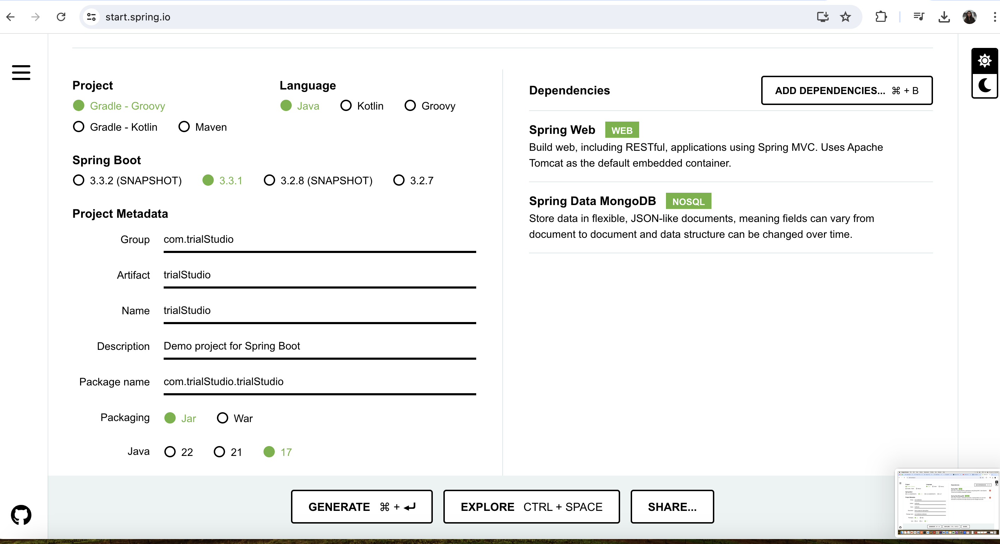 start.spring.io
Project
Gradle - Groovy
Gradle - Kotlin Maven
Language
Java Kotlin Groovy
Spring Boot
3.3.2 (SNAPSHOT) 3.3.1 3.2.8 (SNAPSHOT) 3.2.7
Project Metadata
Group com.trialStudio
Artifact trialStudio
Name trialStudio
Description Demo project for Spring Boot
Package name com.trialStudio.trialStudio
Packaging Jar War
Java 22 21 17
Dependencies
ADD DEPENDENCIES... ⌘ + B
Spring Web WEB
Build web, including RESTful, applications using Spring MVC. Uses Apache
Tomcat as the default embedded container.
Spring Data MongoDB NOSQL
Store data in flexible, JSON-like documents, meaning fields can vary from
document to document and data structure can be changed over time.
GENERATE ⌘ + ⏎
EXPLORE CTRL + SPACE
SHARE...